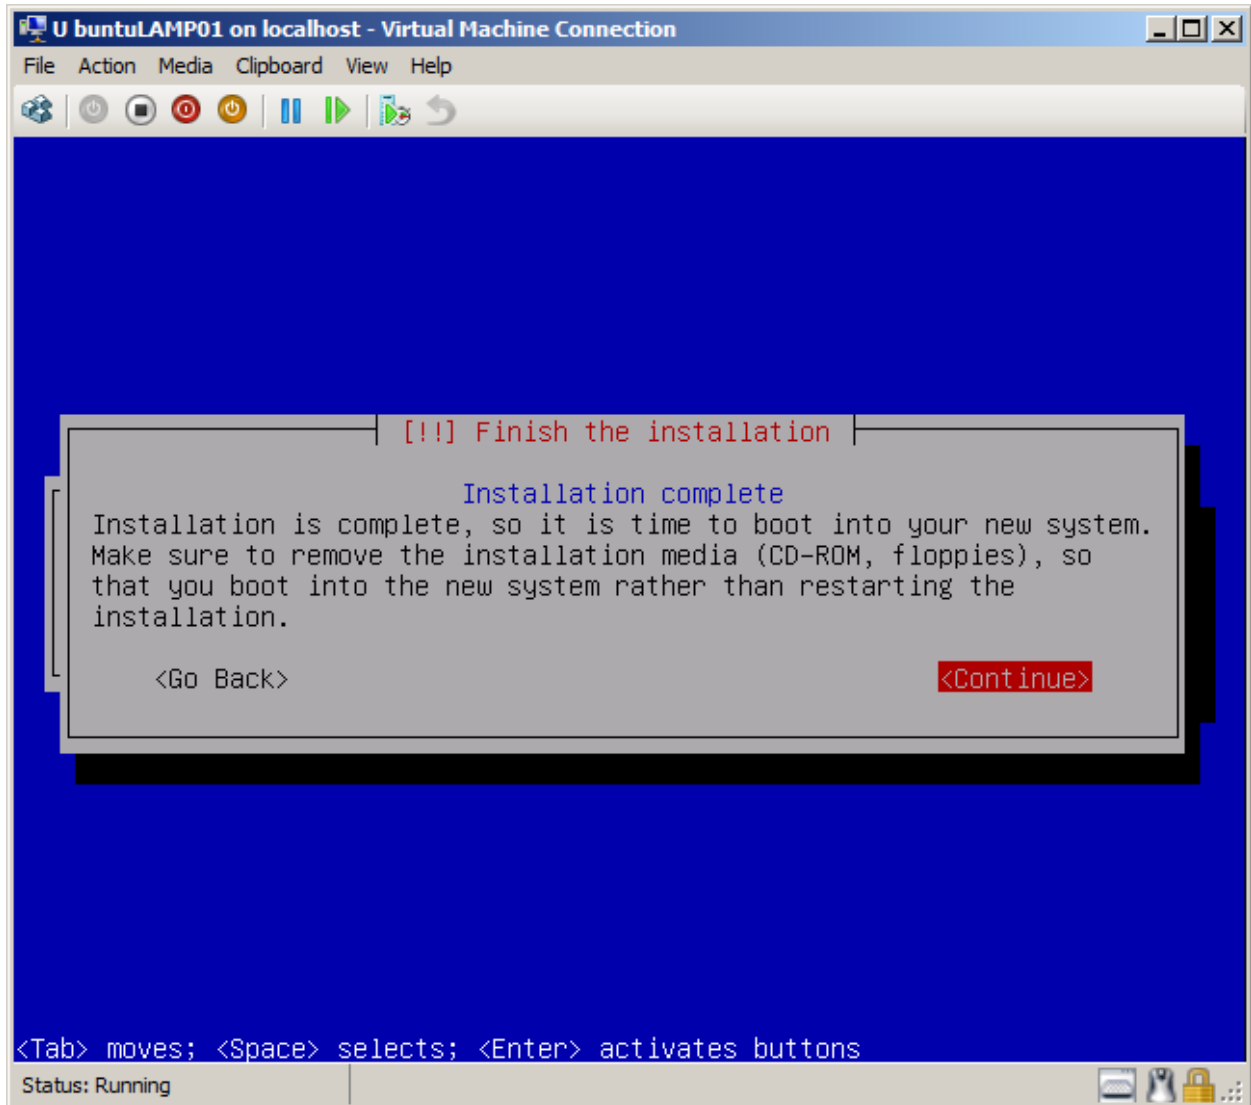 U buntuLAMP01 on localhost - Virtual Machine Connection
File Action Media Clipboard View Help
[!!] Finish the installation
Installation complete
Installation is complete, so it is time to boot into your new system.
Make sure to remove the installation media (CD-ROM, floppies), so
that you boot into the new system rather than restarting the
installation.
<Go Back> <Continue>
<Tab> moves; <Space> selects; <Enter> activates buttons
Status: Running